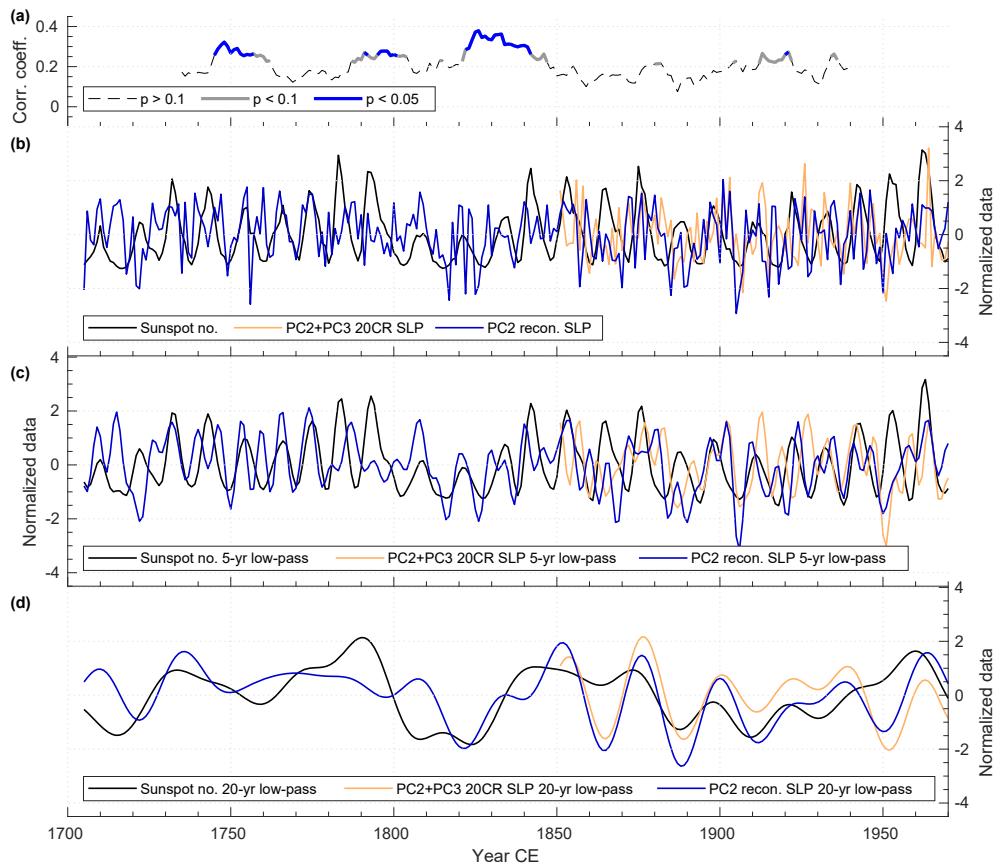 (a)
Corr. coeff.
0.4
0.2
0
p > 0.1 p < 0.1 p < 0.05
(b)
4
2
0
-2
-4
Normalized data
Sunspot no. PC2+PC3 20CR SLP PC2 recon. SLP
(c)
4
2
0
-2
-4
Normalized data
Sunspot no. 5-yr low-pass PC2+PC3 20CR SLP 5-yr low-pass PC2 recon. SLP 5-yr low-pass
(d)
4
2
0
-2
-4
Normalized data
Sunspot no. 20-yr low-pass PC2+PC3 20CR SLP 20-yr low-pass PC2 recon. SLP 20-yr low-pass
1700 1750 1800 1850 1900 1950
Year CE